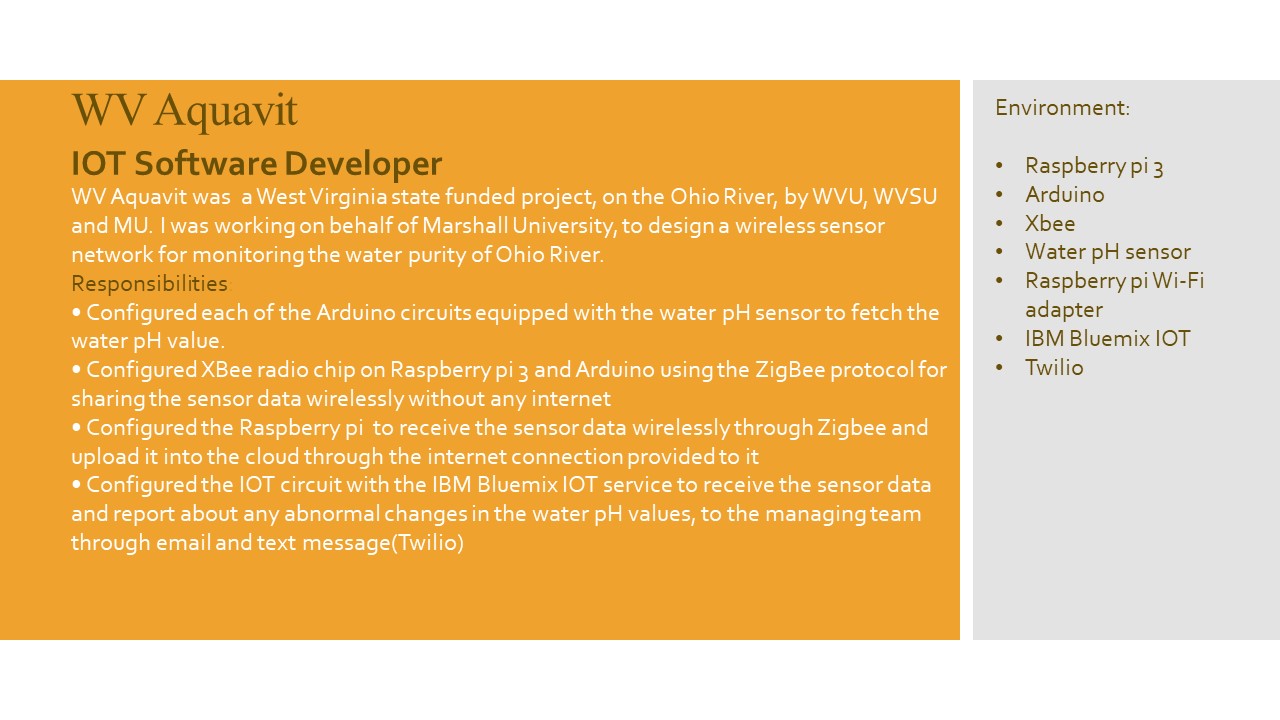 WV Aquavit
IOT Software Developer
WV Aquavit was  a West Virginia state funded project, on the Ohio River, by WVU, WVSU
and MU. I was working on behalf of Marshall University, to design a wireless sensor
network for monitoring the water purity of Ohio River.
Responsibilities
• Configured each of the Arduino circuits equipped with the water pH sensor to fetch the
water pH value.
• Configured XBee radio chip on Raspberry pi 3 and Arduino using the ZigBee protocol for
sharing the sensor data wirelessly without any internet
• Configured the Raspberry pi  to receive the sensor data wirelessly through Zigbee and
upload it into the cloud through the internet connection provided to it
• Configured the IOT circuit with the IBM Bluemix IOT service to receive the sensor data
and report about any abnormal changes in the water pH values, to the managing team
through email and text message(Twilio)
Environment:
• Raspberry pi 3
• Arduino
• Xbee
• Water pH sensor
• Raspberry pi Wi-Fi
adapter
• IBM Bluemix IOT
• Twilio